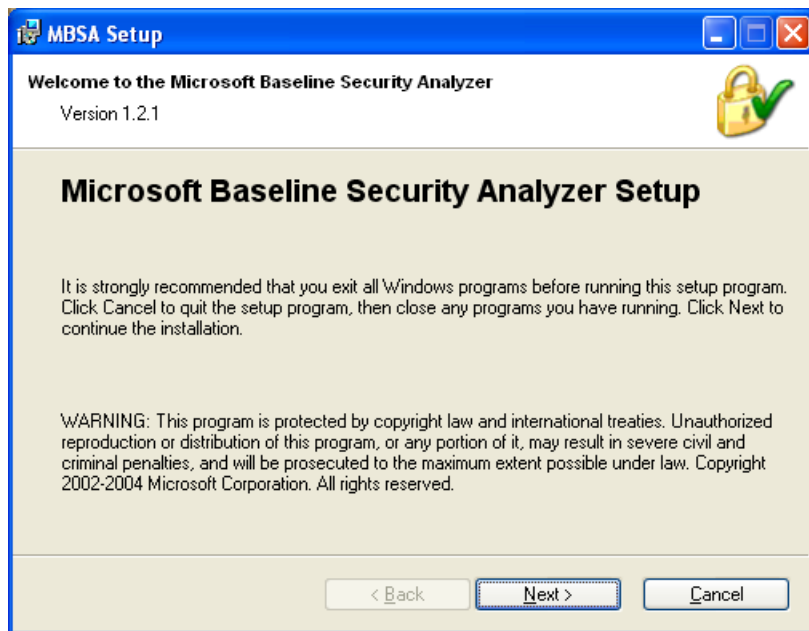 MBSA Setup
Welcome to the Microsoft Baseline Security Analyzer
Version 1.2.1
Microsoft Baseline Security Analyzer Setup
It is strongly recommended that you exit all Windows programs before running this setup program.
Click Cancel to quit the setup program, then close any programs you have running. Click Next to
continue the installation.
WARNING: This program is protected by copyright law and international treaties. Unauthorized
reproduction or distribution of this program, or any portion of it, may result in severe civil and
criminal penalties, and will be prosecuted to the maximum extent possible under law. Copyright
2002-2004 Microsoft Corporation. All rights reserved.
< Back Next > Cancel